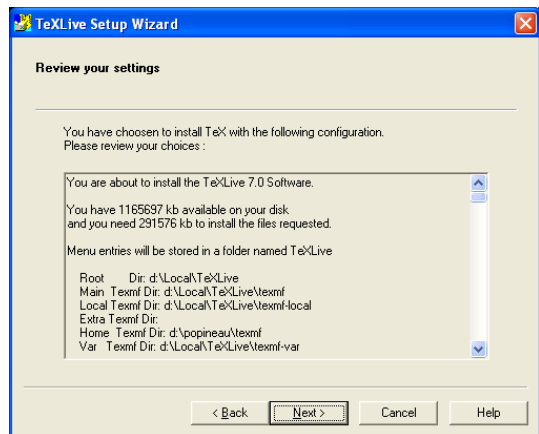 TeXLive Setup Wizard
Review your settings
You have choosen to install TeX with the following configuration.
Please review your choices :
You are about to install the TeXLive 7.0 Software.
You have 1165697 kb available on your disk
and you need 291576 kb to install the files requested.
Menu entries will be stored in a folder named TeXLive
Root Dir: d:\Local\TeXLive
Main Texmf Dir: d:\Local\TeXLive\texmf
Local Texmf Dir: d:\Local\TeXLive\texmf-local
Extra Texmf Dir:
Home Texmf Dir: d:\popineau\texmf
Var Texmf Dir: d:\Local\TeXLive\texmf-var
< Back Next > Cancel Help